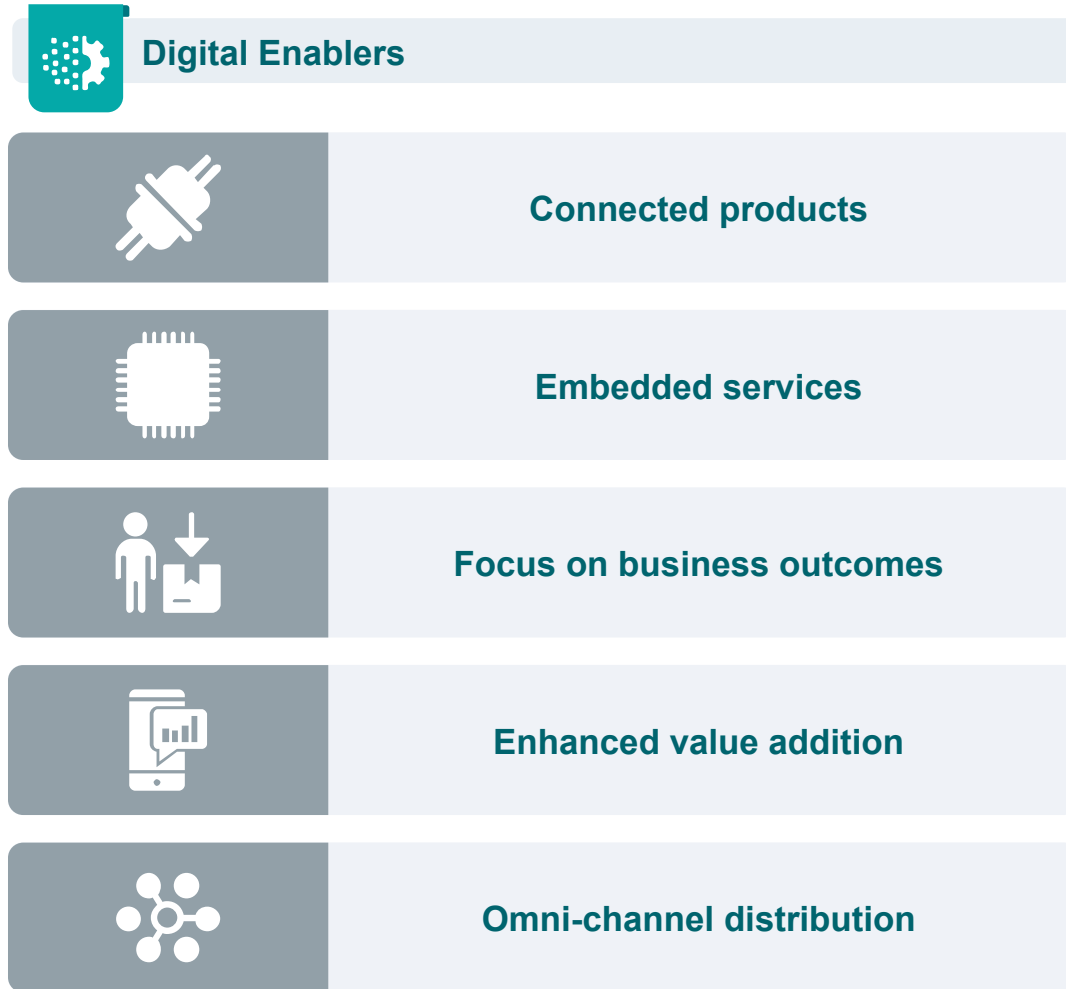 Digital Enablers
Connected products
Embedded services
Focus on business outcomes
Enhanced value addition
Omni-channel distribution